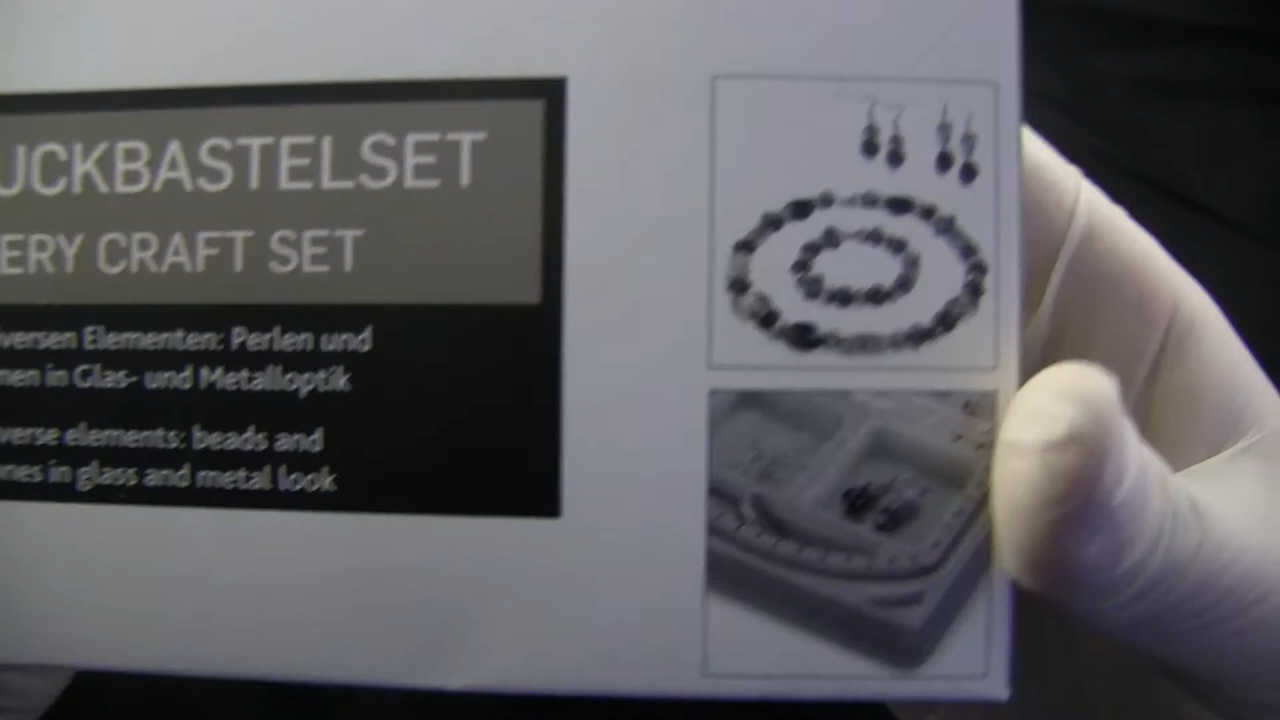 UCKBASTELSET
ERY CRAFT SET
versen Elementen: Perlen und
nen in Glas- und Metalloptik
verse elements: beads and
nes in glass and metal look